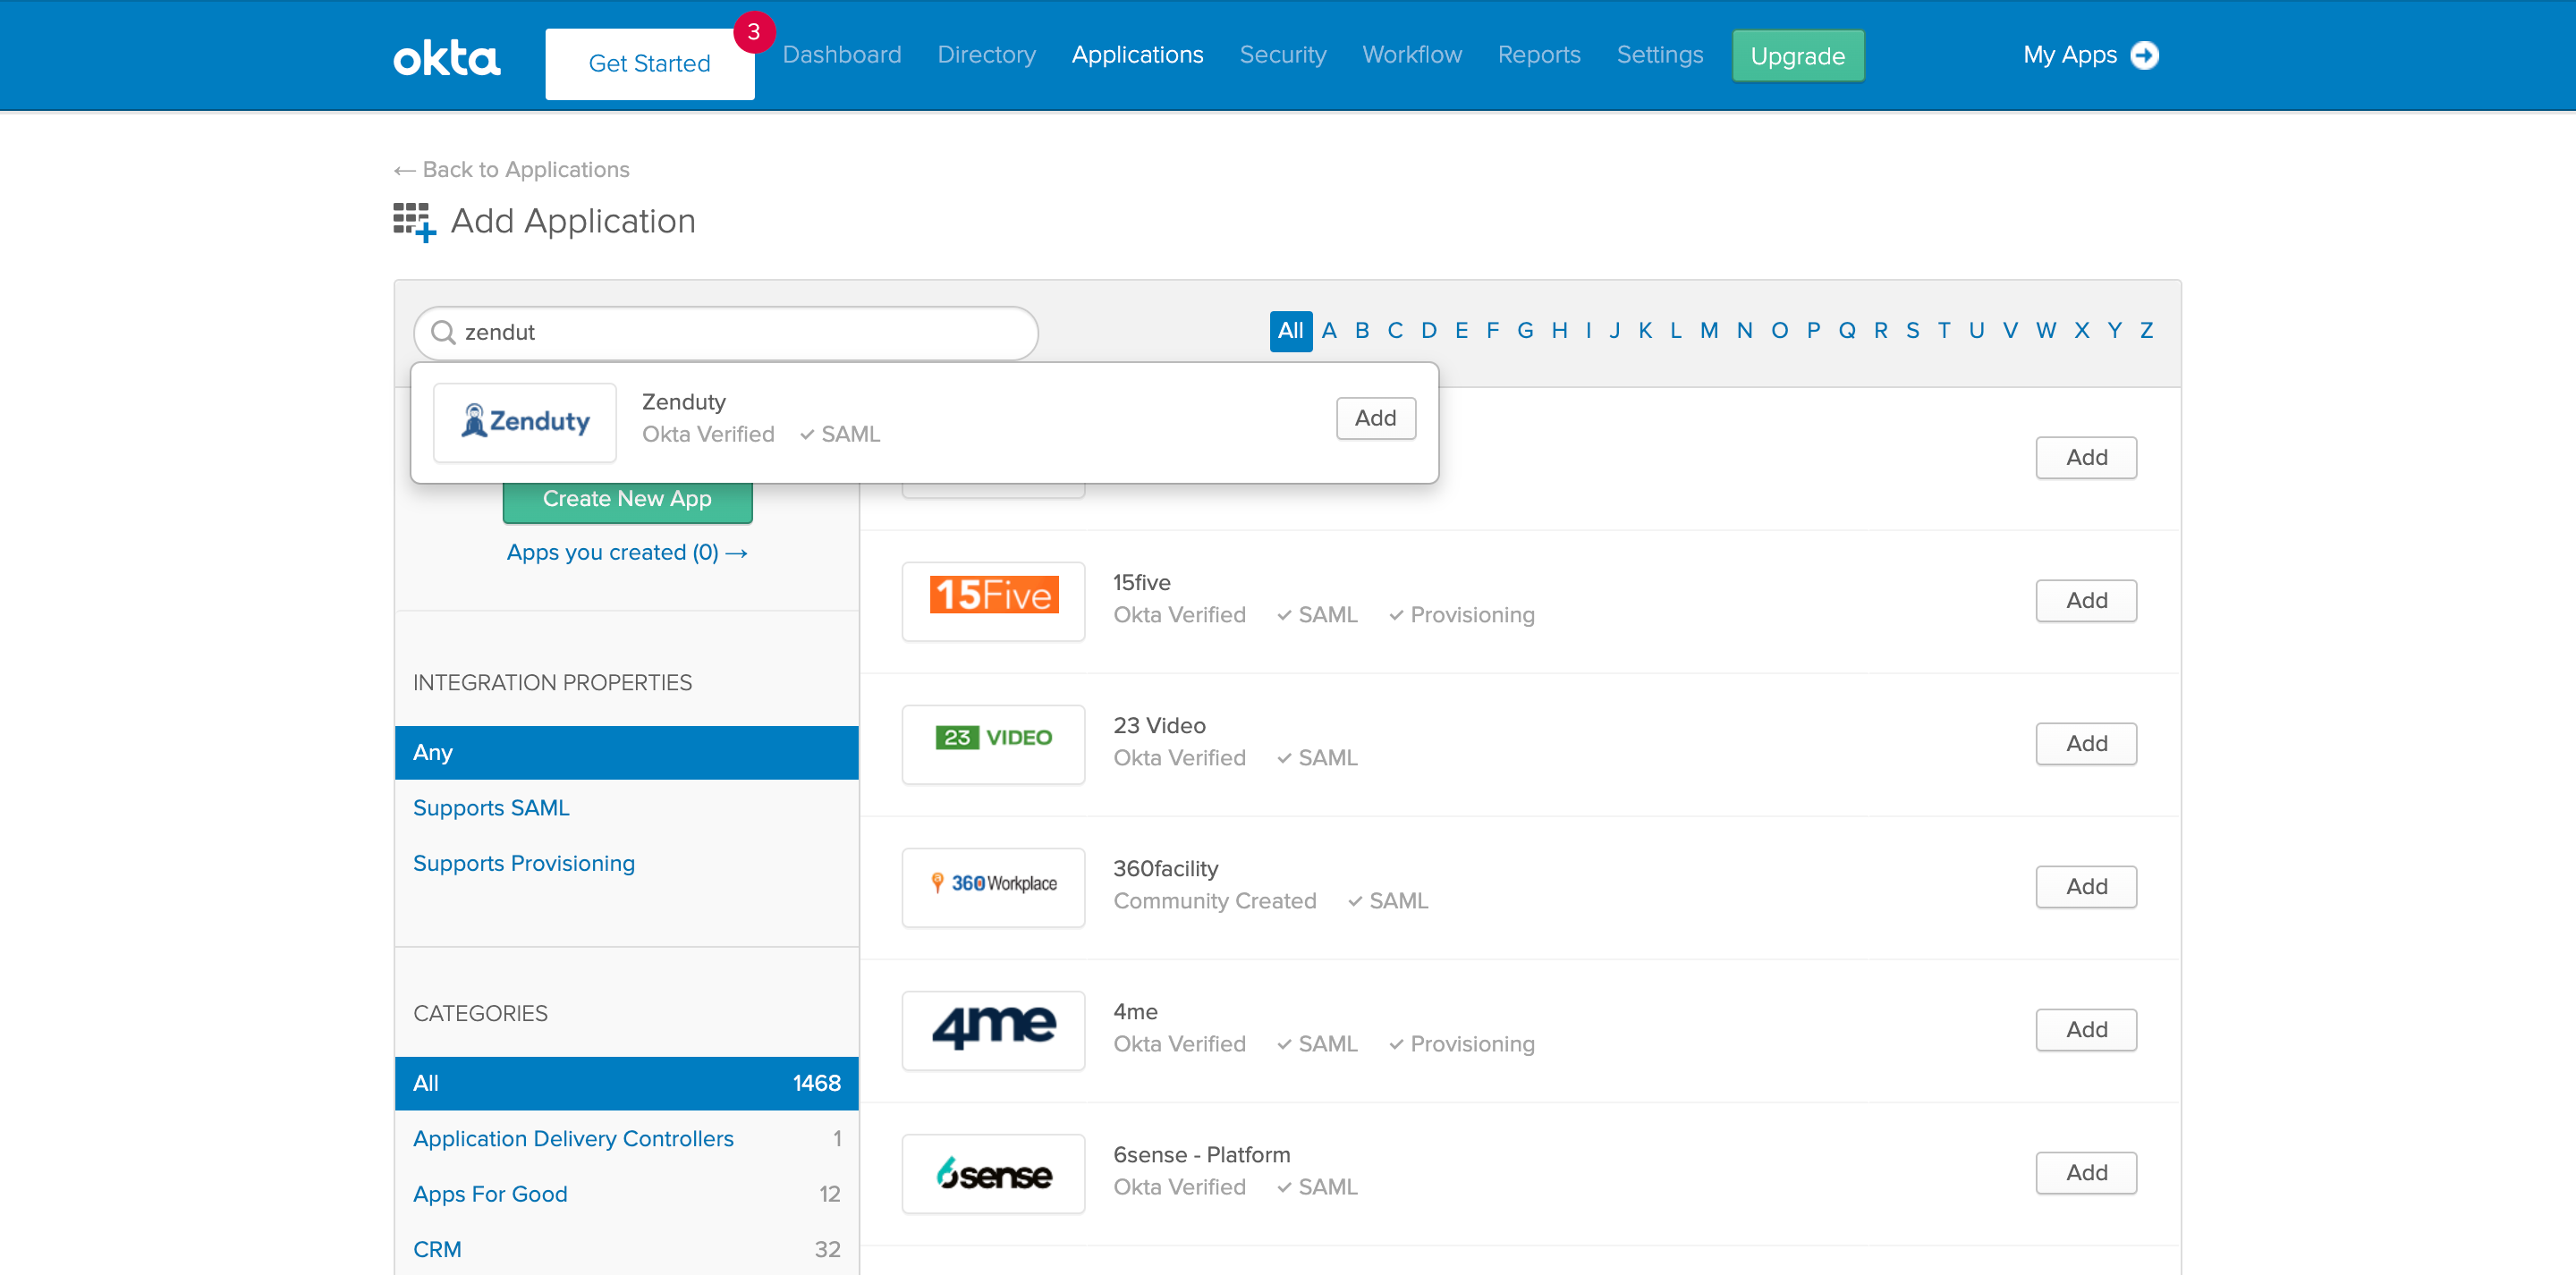 okta
Get Started
3
Dashboard
Directory
Applications
Security
Workflow
Reports
Settings
Upgrade
My Apps
← Back to Applications
Add Application
zendut
All A B C D E F G H I J K L M N O P Q R S T U V W X Y Z
Zenduty
Zenduty
Okta Verified ✓ SAML
Add
Add
Create New App
Apps you created (0) →
INTEGRATION PROPERTIES
Any
Supports SAML
Supports Provisioning
CATEGORIES
All 1468
Application Delivery Controllers 1
Apps For Good 12
CRM 32
15Five
15five
Okta Verified ✓ SAML ✓ Provisioning
Add
23 VIDEO
23 Video
Okta Verified ✓ SAML
Add
360 Workplace
360facility
Community Created ✓ SAML
Add
4me
4me
Okta Verified ✓ SAML ✓ Provisioning
Add
6sense
6sense - Platform
Okta Verified ✓ SAML
Add